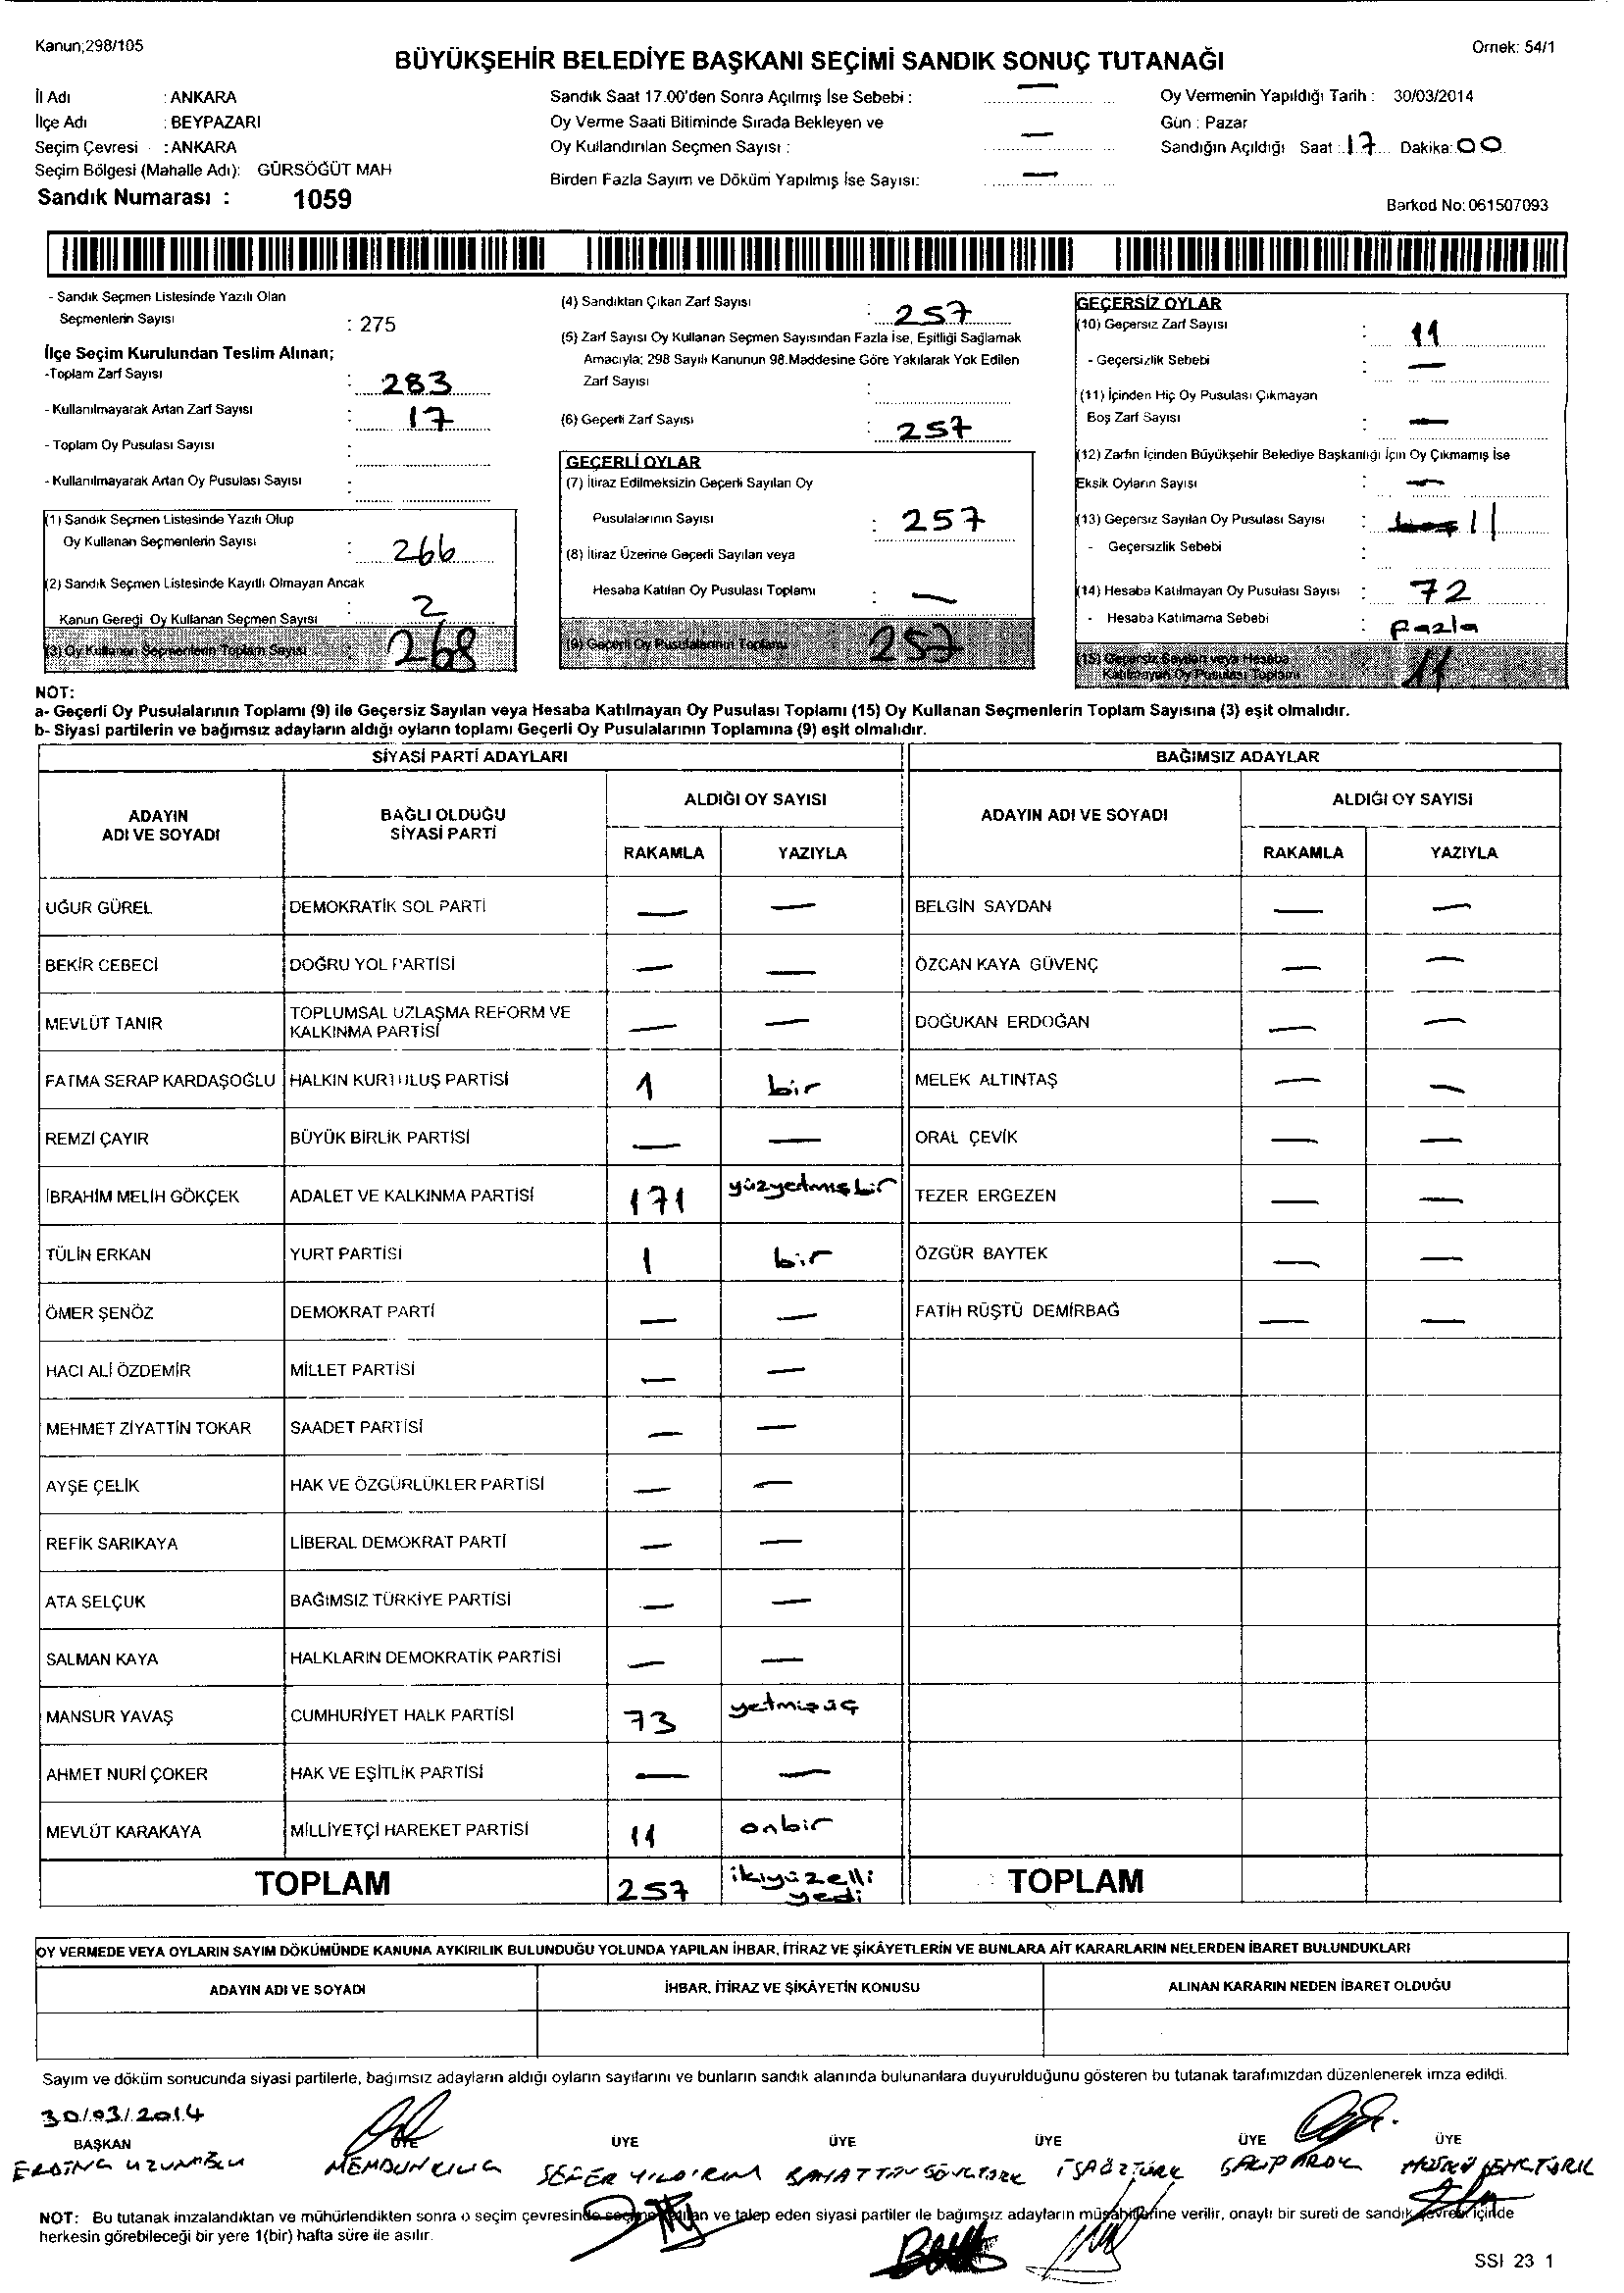 Kanun;298/105
Örnek: 54/1
BÜYÜKŞEHİR BELEDİYE BAŞKANI SEÇİMİ SANDIK SONUÇ TUTANAĞI
İl Adı : ANKARA
İlçe Adı : BEYPAZARI
Seçim Çevresi : ANKARA
Seçim Bölgesi (Mahalle Adı): GÜRSÖĞÜT MAH
Sandık Numarası : 1059
Sandık Saat 17.00'den Sonra Açılmış İse Sebebi : —
Oy Verme Saati Bitiminde Sırada Bekleyen ve
Oy Kullandırılan Seçmen Sayısı : —
Birden Fazla Sayım ve Döküm Yapılmış İse Sayısı: —
Oy Vermenin Yapıldığı Tarih : 30/03/2014
Gün : Pazar
Sandığın Açıldığı Saat : 17 Dakika: 00
Barkod No: 061507093
- Sandık Seçmen Listesinde Yazılı Olan
Seçmenlerin Sayısı : 275
İlçe Seçim Kurulundan Teslim Alınan;
-Toplam Zarf Sayısı : 283
- Kullanılmayarak Artan Zarf Sayısı : 17
- Toplam Oy Pusulası Sayısı :
- Kullanılmayarak Artan Oy Pusulası Sayısı :
(1) Sandık Seçmen Listesinde Yazılı Olup
Oy Kullanan Seçmenlerin Sayısı : 266
(2) Sandık Seçmen Listesinde Kayıtlı Olmayan Ancak
Kanun Gereği Oy Kullanan Seçmen Sayısı : 2
(3) Oy Kullanan Seçmenlerin Toplam Sayısı 268
(4) Sandıktan Çıkan Zarf Sayısı : 257
(5) Zarf Sayısı Oy Kullanan Seçmen Sayısından Fazla İse, Eşitliği Sağlamak
Amacıyla; 298 Sayılı Kanunun 98.Maddesine Göre Yakılarak Yok Edilen
Zarf Sayısı :
(6) Geçerli Zarf Sayısı : 257
GEÇERLİ OYLAR
(7) İtiraz Edilmeksizin Geçerli Sayılan Oy
Pusulalarının Sayısı : 257
(8) İtiraz Üzerine Geçerli Sayılan veya
Hesaba Katılan Oy Pusulası Toplamı : —
(9) Geçerli Oy Pusulalarının Toplamı 257
GEÇERSİZ OYLAR
(10) Geçersiz Zarf Sayısı : 11
- Geçersizlik Sebebi : —
(11) İçinden Hiç Oy Pusulası Çıkmayan
Boş Zarf Sayısı : —
(12) Zarfın İçinden Büyükşehir Belediye Başkanlığı İçin Oy Çıkmamış İse
Eksik Oyların Sayısı : —
(13) Geçersiz Sayılan Oy Pusulası Sayısı : 11
- Geçersizlik Sebebi :
(14) Hesaba Katılmayan Oy Pusulası Sayısı : 72
- Hesaba Katılmama Sebebi : Fazla
(15) Geçersiz Sayılan veya Hesaba
Katılmayan Oy Pusulası Toplamı 11
NOT:
a- Geçerli Oy Pusulalarının Toplamı (9) ile Geçersiz Sayılan veya Hesaba Katılmayan Oy Pusulası Toplamı (15) Oy Kullanan Seçmenlerin Toplam Sayısına (3) eşit olmalıdır.
b- Siyasi partilerin ve bağımsız adayların aldığı oyların toplamı Geçerli Oy Pusulalarının Toplamına (9) eşit olmalıdır.
SİYASİ PARTİ ADAYLARI BAĞIMSIZ ADAYLAR
ADAYIN ADI VE SOYADI
BAĞLI OLDUĞU SİYASİ PARTİ
ALDIĞI OY SAYISI
RAKAMLA YAZIYLA
ADAYIN ADI VE SOYADI
ALDIĞI OY SAYISI
RAKAMLA YAZIYLA
UĞUR GÜREL DEMOKRATİK SOL PARTİ — — BELGİN SAYDAN — —
BEKİR CEBECİ DOĞRU YOL PARTİSİ — — ÖZCAN KAYA GÜVENÇ — —
MEVLÜT TANIR TOPLUMSAL UZLAŞMA REFORM VE KALKINMA PARTİSİ — — DOĞUKAN ERDOĞAN — —
FATMA SERAP KARDAŞOĞLU HALKIN KURTULUŞ PARTİSİ 1 bir MELEK ALTINTAŞ — —
REMZİ ÇAYIR BÜYÜK BİRLİK PARTİSİ — — ORAL ÇEVİK — —
İBRAHİM MELİH GÖKÇEK ADALET VE KALKINMA PARTİSİ 171 yüzyetmişbir TEZER ERGEZEN — —
TÜLİN ERKAN YURT PARTİSİ 1 bir ÖZGÜR BAYTEK — —
ÖMER ŞENÖZ DEMOKRAT PARTİ — — FATİH RÜŞTÜ DEMİRBAĞ — —
HACI ALİ ÖZDEMİR MİLLET PARTİSİ — —
MEHMET ZİYATTİN TOKAR SAADET PARTİSİ — —
AYŞE ÇELİK HAK VE ÖZGÜRLÜKLER PARTİSİ — —
REFİK SARIKAYA LİBERAL DEMOKRAT PARTİ — —
ATA SELÇUK BAĞIMSIZ TÜRKİYE PARTİSİ — —
SALMAN KAYA HALKLARIN DEMOKRATİK PARTİSİ — —
MANSUR YAVAŞ CUMHURİYET HALK PARTİSİ 73 yetmişüç
AHMET NURİ ÇOKER HAK VE EŞİTLİK PARTİSİ — —
MEVLÜT KARAKAYA MİLLİYETÇİ HAREKET PARTİSİ 11 onbir
TOPLAM 257 ikiyüzelli yedi TOPLAM
OY VERMEDE VEYA OYLARIN SAYIM DÖKÜMÜNDE KANUNA AYKIRILIK BULUNDUĞU YOLUNDA YAPILAN İHBAR, İTİRAZ VE ŞİKÂYETLERİN VE BUNLARA AİT KARARLARIN NELERDEN İBARET BULUNDUKLARI
ADAYIN ADI VE SOYADI İHBAR, İTİRAZ VE ŞİKÂYETİN KONUSU ALINAN KARARIN NEDEN İBARET OLDUĞU
Sayım ve döküm sonucunda siyasi partilerle, bağımsız adayların aldığı oyların sayılarını ve bunların sandık alanında bulunanlara duyurulduğunu gösteren bu tutanak tarafımızdan düzenlenerek imza edildi.
30/03/2014
BAŞKAN ÜYE ÜYE ÜYE ÜYE ÜYE ÜYE
SEFER YILDIRIM İSA ÖZTÜRK
NOT: Bu tutanak imzalandıktan ve mühürlendikten sonra o seçim çevresinde ve talep eden siyasi partiler ile bağımsız adayların müşahitlerine verilir, onaylı bir sureti de sandık çevresi içinde
herkesin görebileceği bir yere 1(bir) hafta süre ile asılır.
SSI 23 1